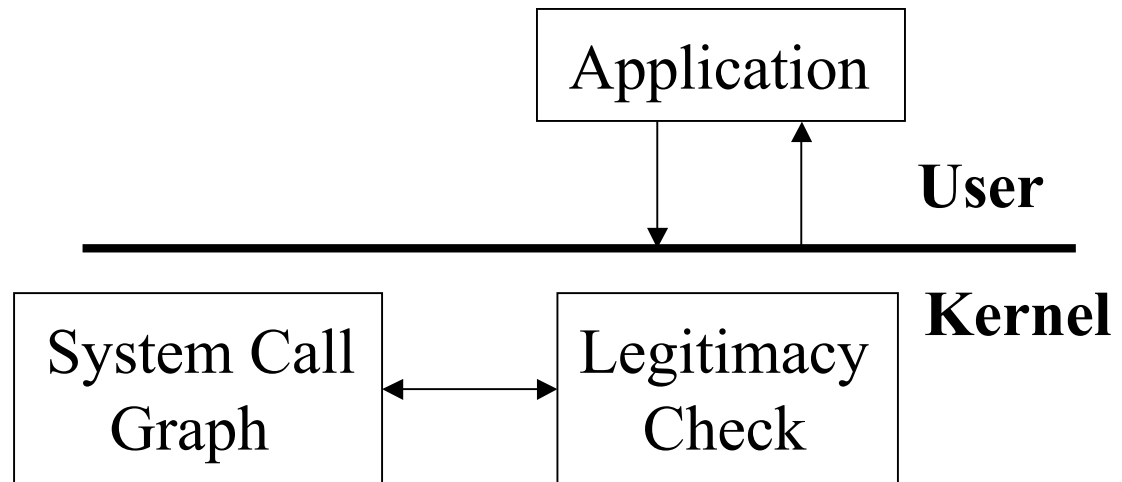 Application
User
Kernel
System Call
Graph
Legitimacy
Check